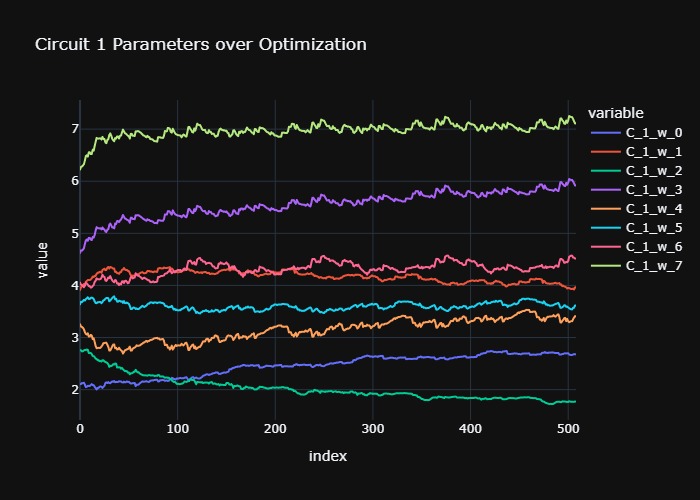 Circuit 1 Parameters over Optimization
variable
C_1_w_0
C_1_w_1
C_1_w_2
C_1_w_3
C_1_w_4
C_1_w_5
C_1_w_6
C_1_w_7
value
7
6
5
4
3
2
0 100 200 300 400 500
index